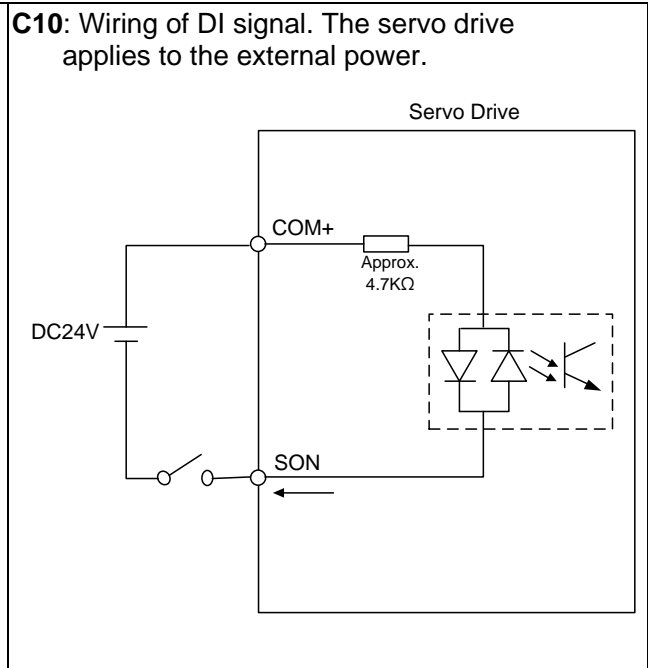 C10: Wiring of DI signal. The servo drive
applies to the external power.
Servo Drive
COM+
Approx.
4.7KΩ
DC24V
SON